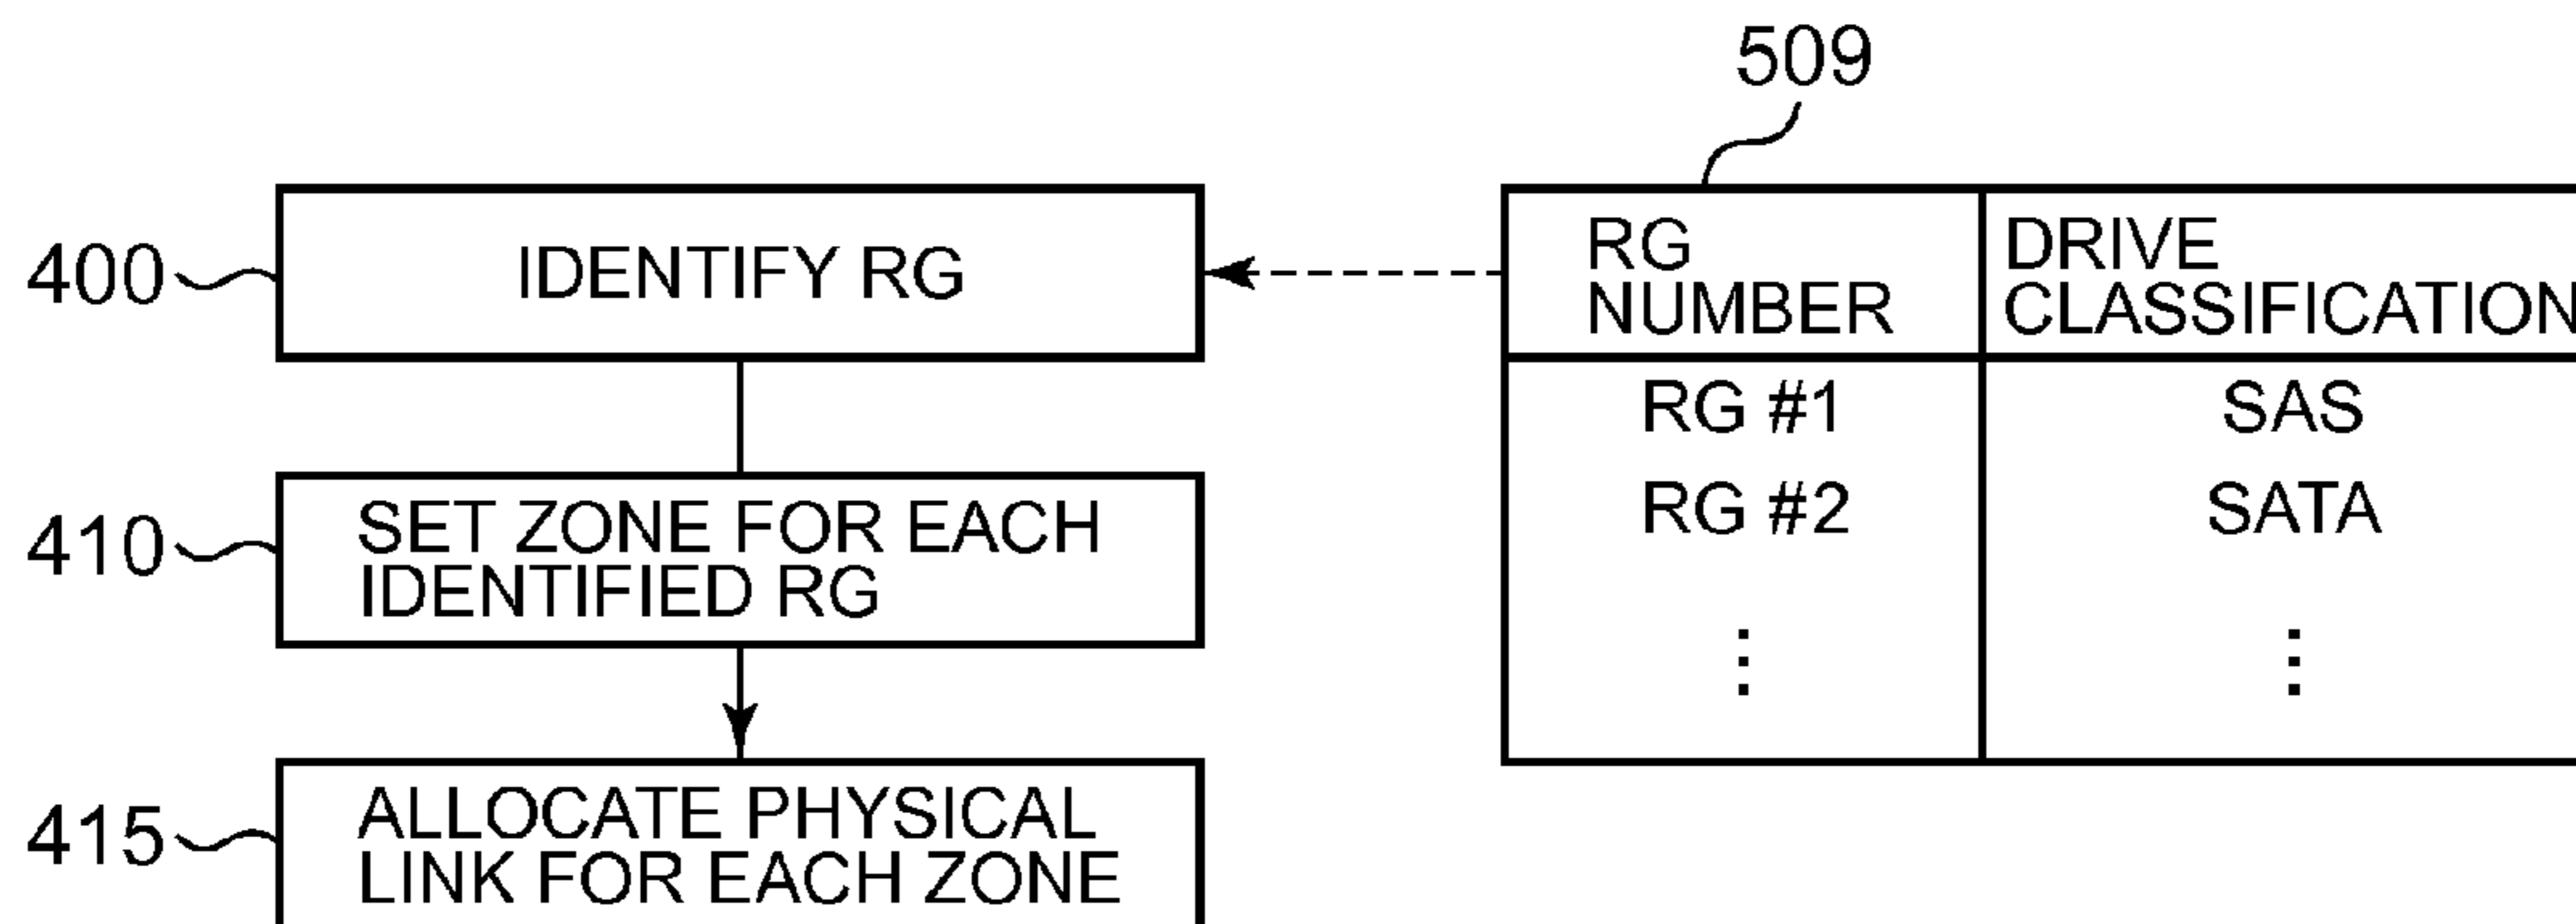 509
400
IDENTIFY RG
410
SET ZONE FOR EACH
IDENTIFIED RG
415
ALLOCATE PHYSICAL
LINK FOR EACH ZONE
RG
NUMBER
DRIVE
CLASSIFICATION
RG #1
SAS
RG #2
SATA
⋮
⋮